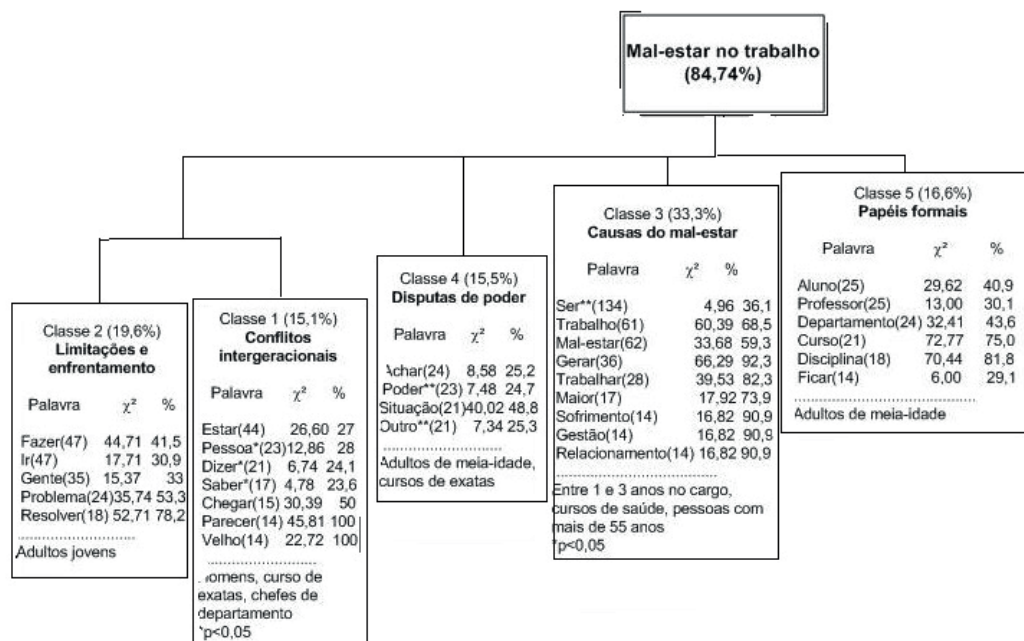 Mal-estar no trabalho
(84,74%)
Classe 2 (19,6%)
Limitações e
enfrentamento
Palavra χ² %
Fazer(47) 44,71 41,5
Ir(47) 17,71 30,9
Gente(35) 15,37 33
Problema(24) 35,74 53,3
Resolver(18) 52,71 78,2
Adultos jovens
Classe 1 (15,1%)
Conflitos
intergeracionais
Palavra χ² %
Estar(44) 26,60 27
Pessoa*(23) 12,86 28
Dizer*(21) 6,74 24,1
Saber*(17) 4,78 23,6
Chegar(15) 30,39 50
Parecer(14) 45,81 100
Velho(14) 22,72 100
Homens, curso de
exatas, chefes de
departamento
*p<0,05
Classe 4 (15,5%)
Disputas de poder
Palavra χ² %
Achar(24) 8,58 25,2
Poder**(23) 7,48 24,7
Situação(21) 40,02 48,8
Outro**(21) 7,34 25,3
Adultos de meia-idade,
cursos de exatas
Classe 3 (33,3%)
Causas do mal-estar
Palavra χ² %
Ser**(134) 4,96 36,1
Trabalho(61) 60,39 68,5
Mal-estar(62) 33,68 59,3
Gerar(36) 66,29 92,3
Trabalhar(28) 39,53 82,3
Maior(17) 17,92 73,9
Sofrimento(14) 16,82 90,9
Gestão(14) 16,82 90,9
Relacionamento(14) 16,82 90,9
Entre 1 e 3 anos no cargo,
cursos de saúde, pessoas com
mais de 55 anos
*p<0,05
Classe 5 (16,6%)
Papéis formais
Palavra χ² %
Aluno(25) 29,62 40,9
Professor(25) 13,00 30,1
Departamento(24) 32,41 43,6
Curso(21) 72,77 75,0
Disciplina(18) 70,44 81,8
Ficar(14) 6,00 29,1
Adultos de meia-idade